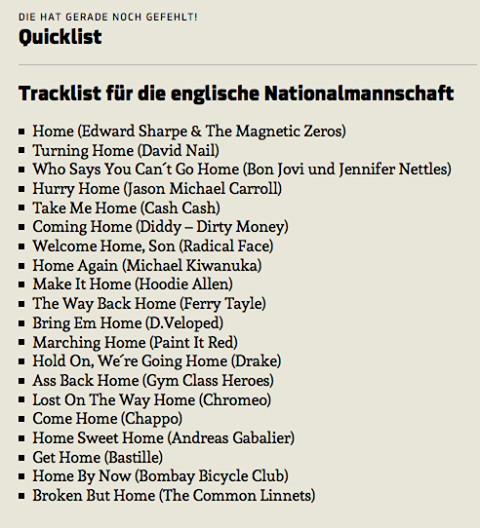 DIE HAT GERADE NOCH GEFEHLT!
Quicklist
Tracklist für die englische Nationalmannschaft
Home (Edward Sharpe & The Magnetic Zeros)
Turning Home (David Nail)
Who Says You Can´t Go Home (Bon Jovi und Jennifer Nettles)
Hurry Home (Jason Michael Carroll)
Take Me Home (Cash Cash)
Coming Home (Diddy – Dirty Money)
Welcome Home, Son (Radical Face)
Home Again (Michael Kiwanuka)
Make It Home (Hoodie Allen)
The Way Back Home (Ferry Tayle)
Bring Em Home (D.Veloped)
Marching Home (Paint It Red)
Hold On, We´re Going Home (Drake)
Ass Back Home (Gym Class Heroes)
Lost On The Way Home (Chromeo)
Come Home (Chappo)
Home Sweet Home (Andreas Gabalier)
Get Home (Bastille)
Home By Now (Bombay Bicycle Club)
Broken But Home (The Common Linnets)